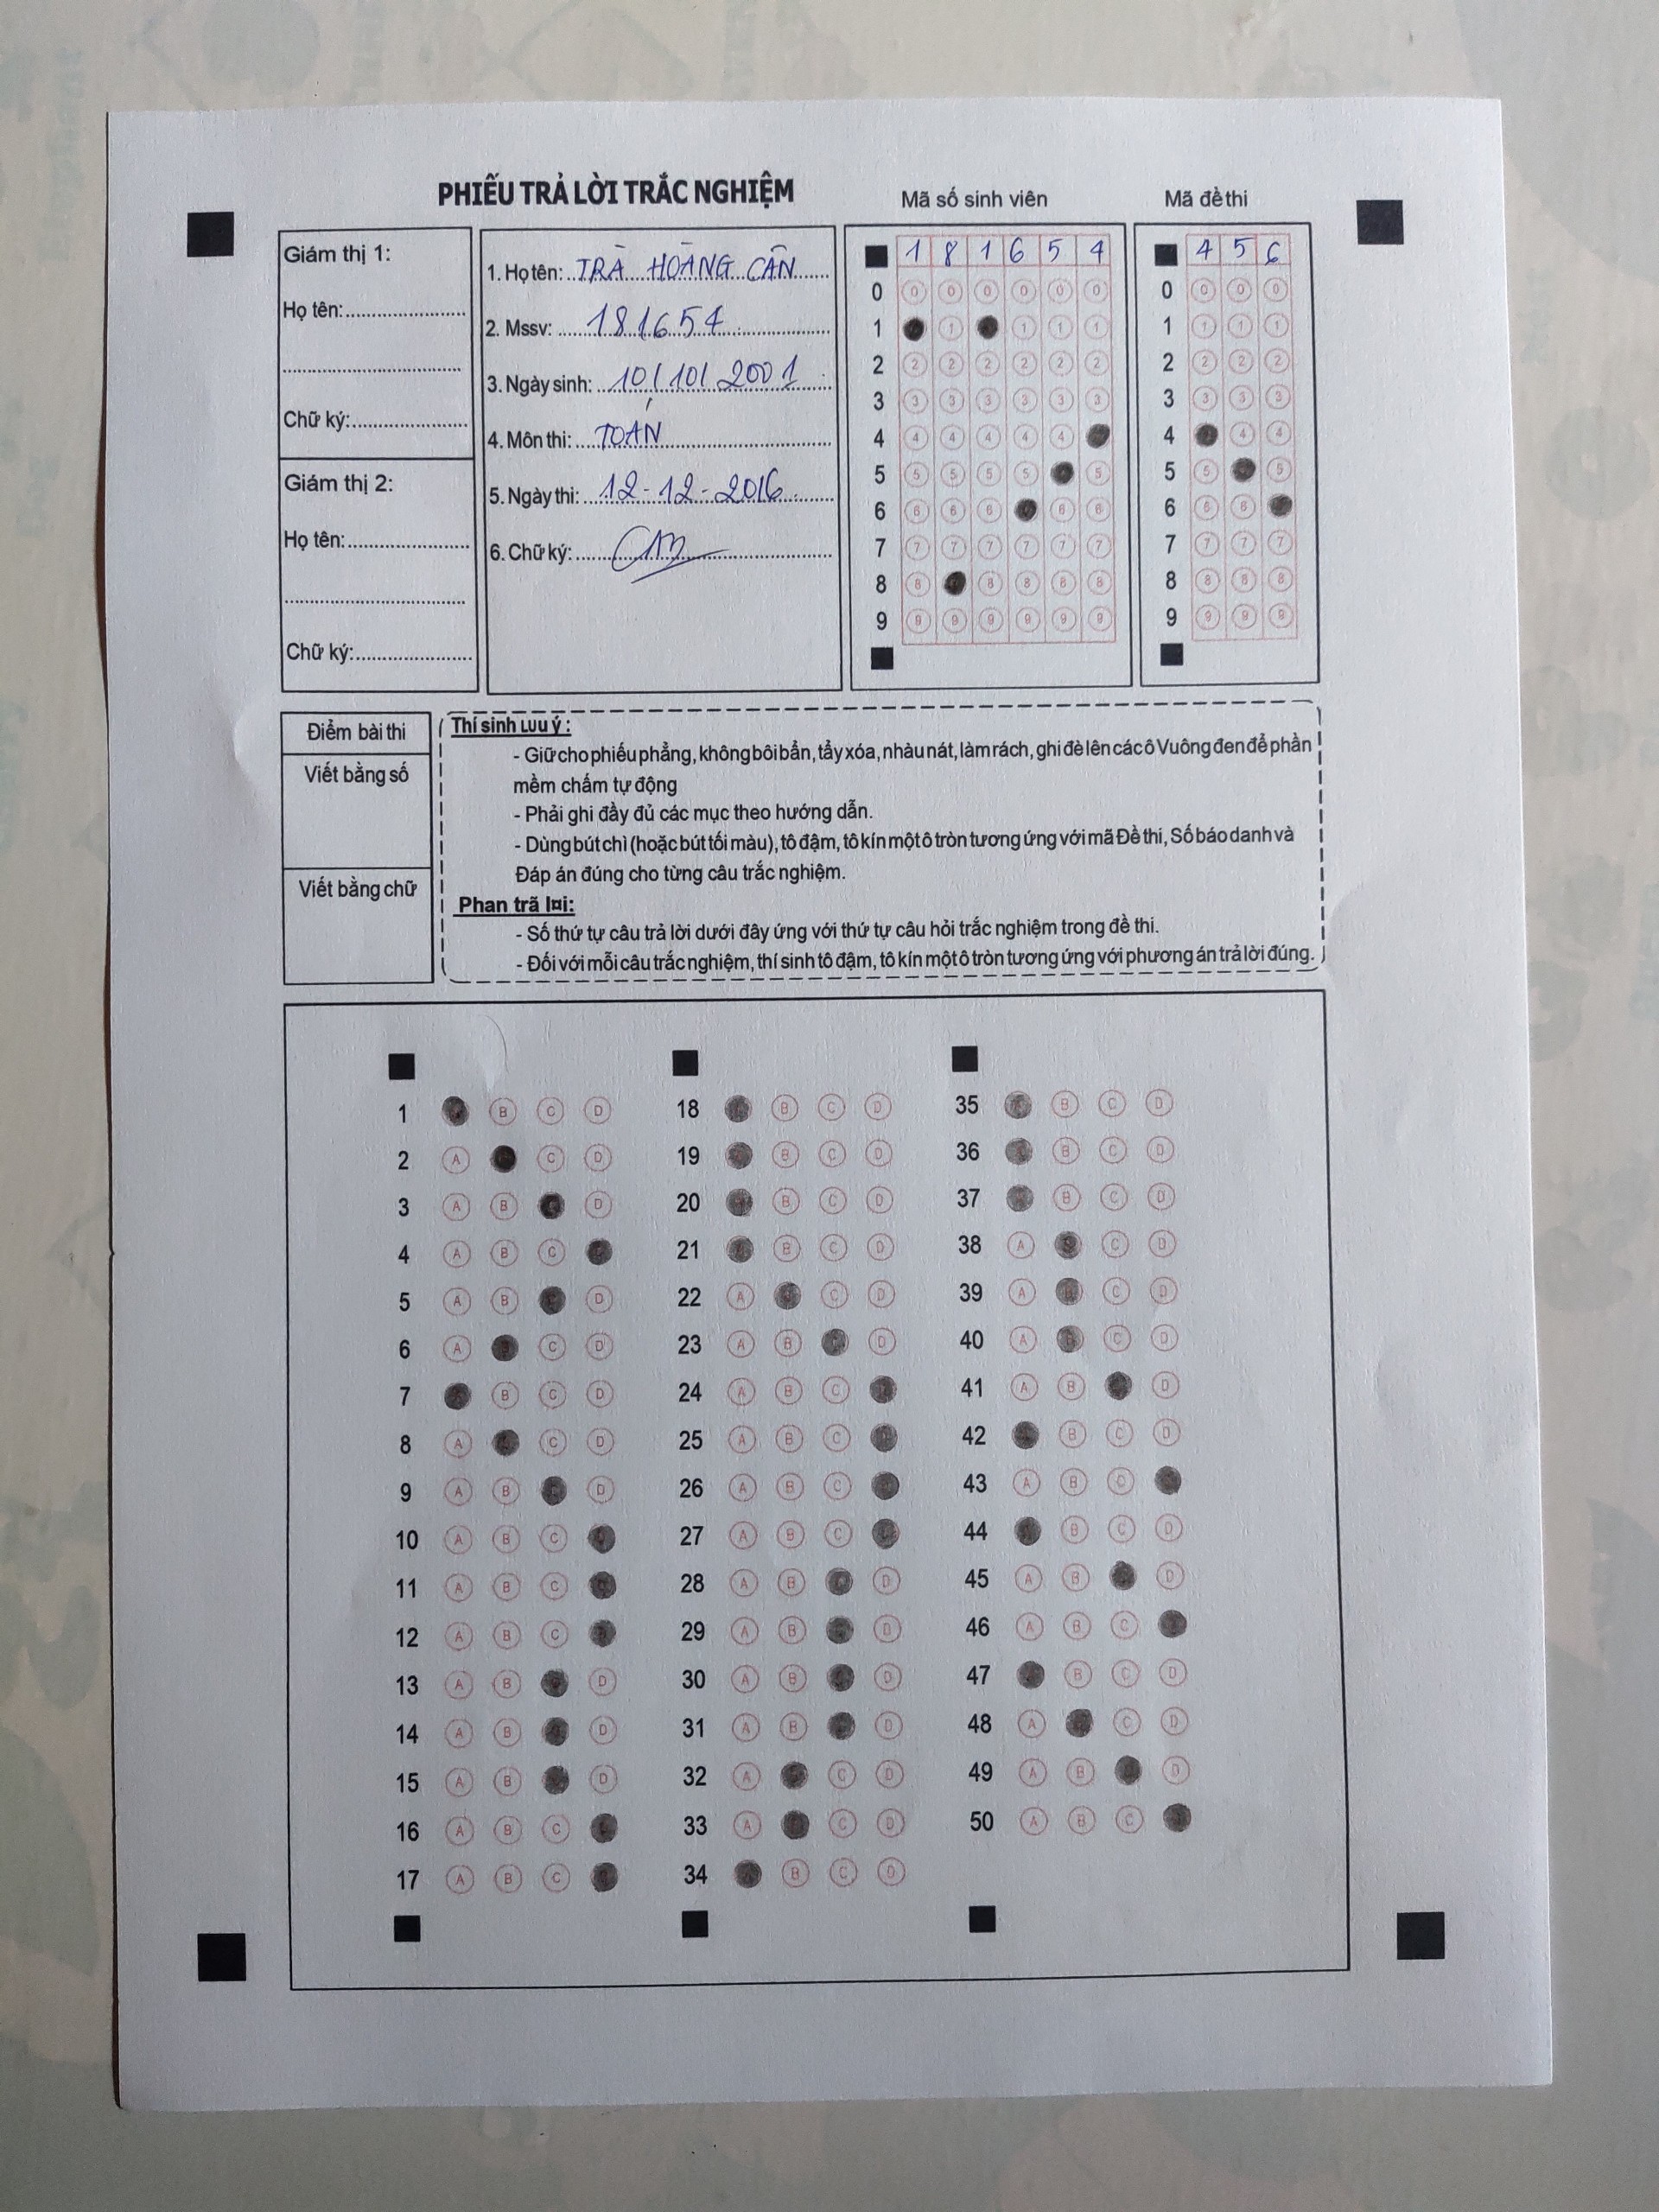 PHIẾU TRẢ LỜI TRẮC NGHIỆM
Mã số sinh viên
Mã đề thi
Giám thị 1:
Họ tên:
Chữ ký:
Giám thị 2:
Họ tên:
Chữ ký:
1. Họ tên: TRÀ HOÀNG CÂN
2. Mssv: 181654
3. Ngày sinh: 10/10/2001
4. Môn thi: TOÁN
5. Ngày thi: 12-12-2016
6. Chữ ký:
1 8 1 6 5 4
0 0 0 0 0 0 0
1 1 1 1 1
2 2 2 2 2 2 2
3 3 3 3 3 3 3
4 4 4 4 4 4
5 5 5 5 5 5
6 6 6 6 6 6
7 7 7 7 7 7 7
8 8 8 8 8 8
9 9 9 9 9 9 9
4 5 6
0 0 0 0
1 1 1 1
2 2 2 2
3 3 3 3
4 4 4
5 5 5
6 6 6
7 7 7 7
8 8 8 8
9 9 9 9
Điểm bài thi
Viết bằng số
Viết bằng chữ
Thí sinh Lưu ý :
- Giữ cho phiếu phẳng, không bôi bẩn, tẩy xóa, nhàu nát, làm rách, ghi đè lên các ô Vuông đen để phần
mềm chấm tự động
- Phải ghi đầy đủ các mục theo hướng dẫn.
- Dùng bút chì (hoặc bút tối màu), tô đậm, tô kín một ô tròn tương ứng với mã Đề thi, Số báo danh và
Đáp án đúng cho từng câu trắc nghiệm.
Phan trã l¤i:
- Số thứ tự câu trả lời dưới đây ứng với thứ tự câu hỏi trắc nghiệm trong đề thi.
- Đối với mỗi câu trắc nghiệm, thí sinh tô đậm, tô kín một ô tròn tương ứng với phương án trả lời đúng.
1 B C D
2 A C D
3 A B D
4 A B C
5 A B D
6 A C D
7 B C D
8 A C D
9 A B D
10 A B C
11 A B C
12 A B C
13 A B D
14 A B D
15 A B D
16 A B C
17 A B C
18 B C D
19 B C D
20 B C D
21 B C D
22 A C D
23 A B D
24 A B C
25 A B C
26 A B C
27 A B C
28 A B D
29 A B D
30 A B D
31 A B D
32 A C D
33 A C D
34 B C D
35 B C D
36 B C D
37 B C D
38 A C D
39 A C D
40 A C D
41 A B D
42 B C D
43 A B C
44 B C D
45 A B D
46 A B C
47 B C D
48 A C D
49 A B D
50 A B C